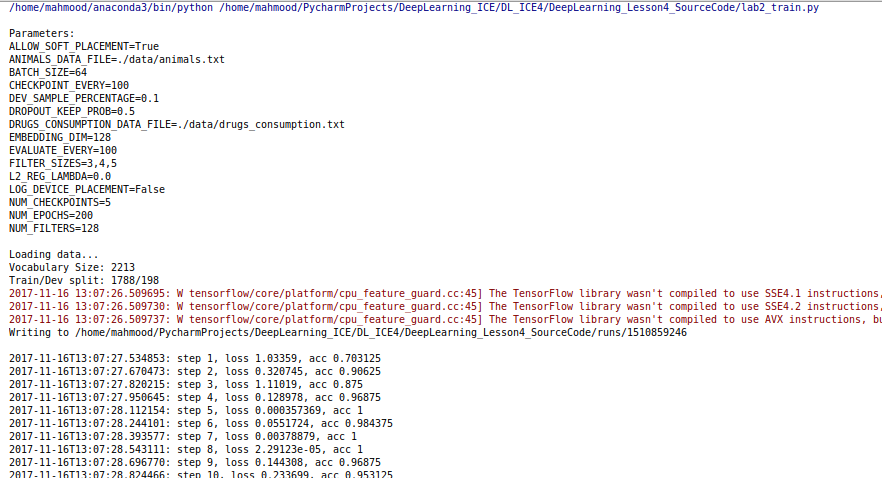 /home/mahmood/anaconda3/bin/python /home/mahmood/PycharmProjects/DeepLearning_ICE/DL_ICE4/DeepLearning_Lesson4_SourceCode/lab2_train.py
Parameters:
ALLOW_SOFT_PLACEMENT=True
ANIMALS_DATA_FILE=./data/animals.txt
BATCH_SIZE=64
CHECKPOINT_EVERY=100
DEV_SAMPLE_PERCENTAGE=0.1
DROPOUT_KEEP_PROB=0.5
DRUGS_CONSUMPTION_DATA_FILE=./data/drugs_consumption.txt
EMBEDDING_DIM=128
EVALUATE_EVERY=100
FILTER_SIZES=3,4,5
L2_REG_LAMBDA=0.0
LOG_DEVICE_PLACEMENT=False
NUM_CHECKPOINTS=5
NUM_EPOCHS=200
NUM_FILTERS=128
Loading data...
Vocabulary Size: 2213
Train/Dev split: 1788/198
2017-11-16 13:07:26.509695: W tensorflow/core/platform/cpu_feature_guard.cc:45] The TensorFlow library wasn't compiled to use SSE4.1 instructions,
2017-11-16 13:07:26.509730: W tensorflow/core/platform/cpu_feature_guard.cc:45] The TensorFlow library wasn't compiled to use SSE4.2 instructions,
2017-11-16 13:07:26.509737: W tensorflow/core/platform/cpu_feature_guard.cc:45] The TensorFlow library wasn't compiled to use AVX instructions, bu
Writing to /home/mahmood/PycharmProjects/DeepLearning_ICE/DL_ICE4/DeepLearning_Lesson4_SourceCode/runs/1510859246
2017-11-16T13:07:27.534853: step 1, loss 1.03359, acc 0.703125
2017-11-16T13:07:27.670473: step 2, loss 0.320745, acc 0.90625
2017-11-16T13:07:27.820215: step 3, loss 1.11019, acc 0.875
2017-11-16T13:07:27.950645: step 4, loss 0.128978, acc 0.96875
2017-11-16T13:07:28.112154: step 5, loss 0.000357369, acc 1
2017-11-16T13:07:28.244101: step 6, loss 0.0551724, acc 0.984375
2017-11-16T13:07:28.393577: step 7, loss 0.00378879, acc 1
2017-11-16T13:07:28.543111: step 8, loss 2.29123e-05, acc 1
2017-11-16T13:07:28.696770: step 9, loss 0.144308, acc 0.96875
2017-11-16T13:07:28.824466: step 10, loss 0.233699, acc 0.953125